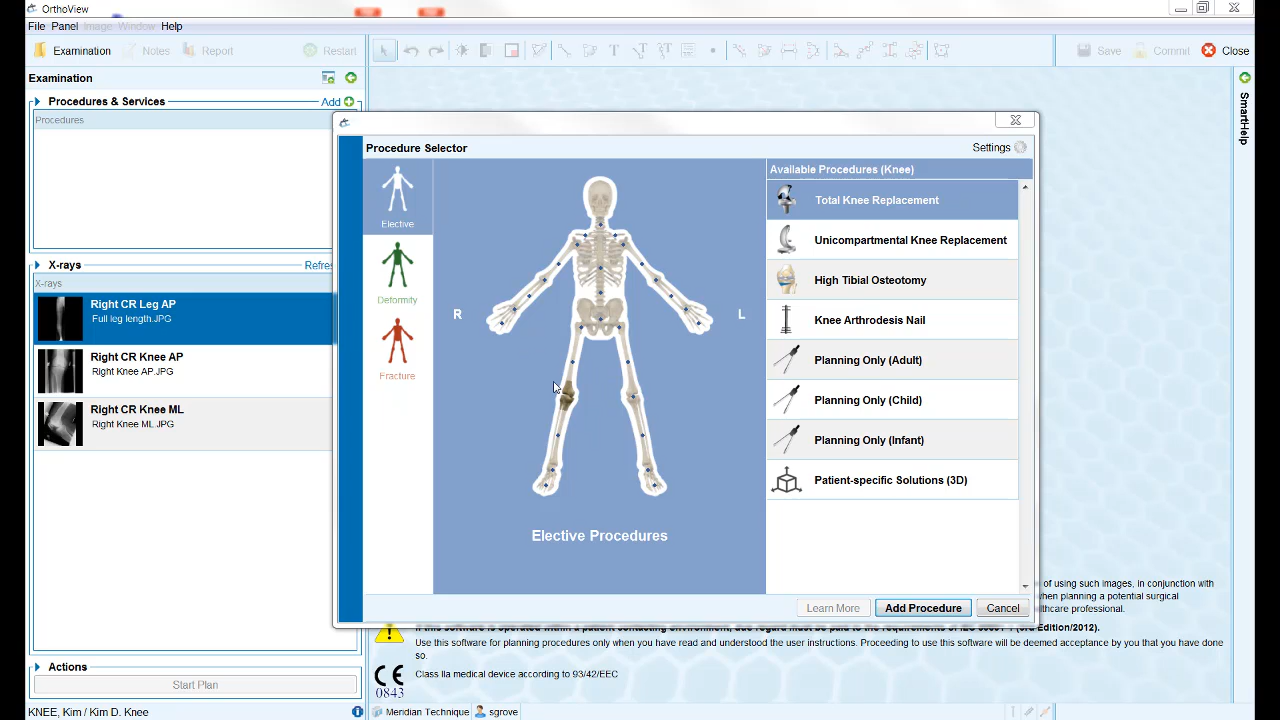 OrthoView
File Panel Image Window Help
Examination Notes Report Restart Save Commit Close
Examination
Procedures & Services Add
Procedures
X-rays Refres
X-rays
Right CR Leg AP
Full leg length.JPG
Right CR Knee AP
Right Knee AP.JPG
Right CR Knee ML
Right Knee ML.JPG
Actions
Start Plan
KNEE, Kim / Kim D. Knee
Procedure Selector Settings
Elective
Deformity
Fracture
R L
Elective Procedures
Available Procedures (Knee)
Total Knee Replacement
Unicompartmental Knee Replacement
High Tibial Osteotomy
Knee Arthrodesis Nail
Planning Only (Adult)
Planning Only (Child)
Planning Only (Infant)
Patient-specific Solutions (3D)
Learn More Add Procedure Cancel
SmartHelp
of using such images, in conjunction with
when planning a potential surgical
lthcare professional.
Edition/2012).
Use this software for planning procedures only when you have read and understood the user instructions. Proceeding to use this software will be deemed acceptance by you that you have done
so.
CE
0843
Class IIa medical device according to 93/42/EEC
Meridian Technique sgrove